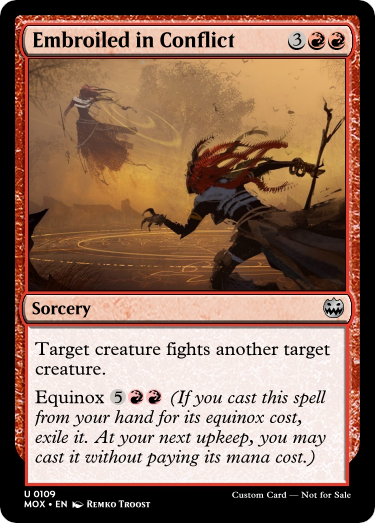 Embroiled in Conflict 3
Sorcery
Target creature fights another target
creature.
Equinox 5 (If you cast this spell
from your hand for its equinox cost,
exile it. At your next upkeep, you may
cast it without paying its mana cost.)
U 0109
MOX • EN Remko Troost
Custom Card — Not for Sale